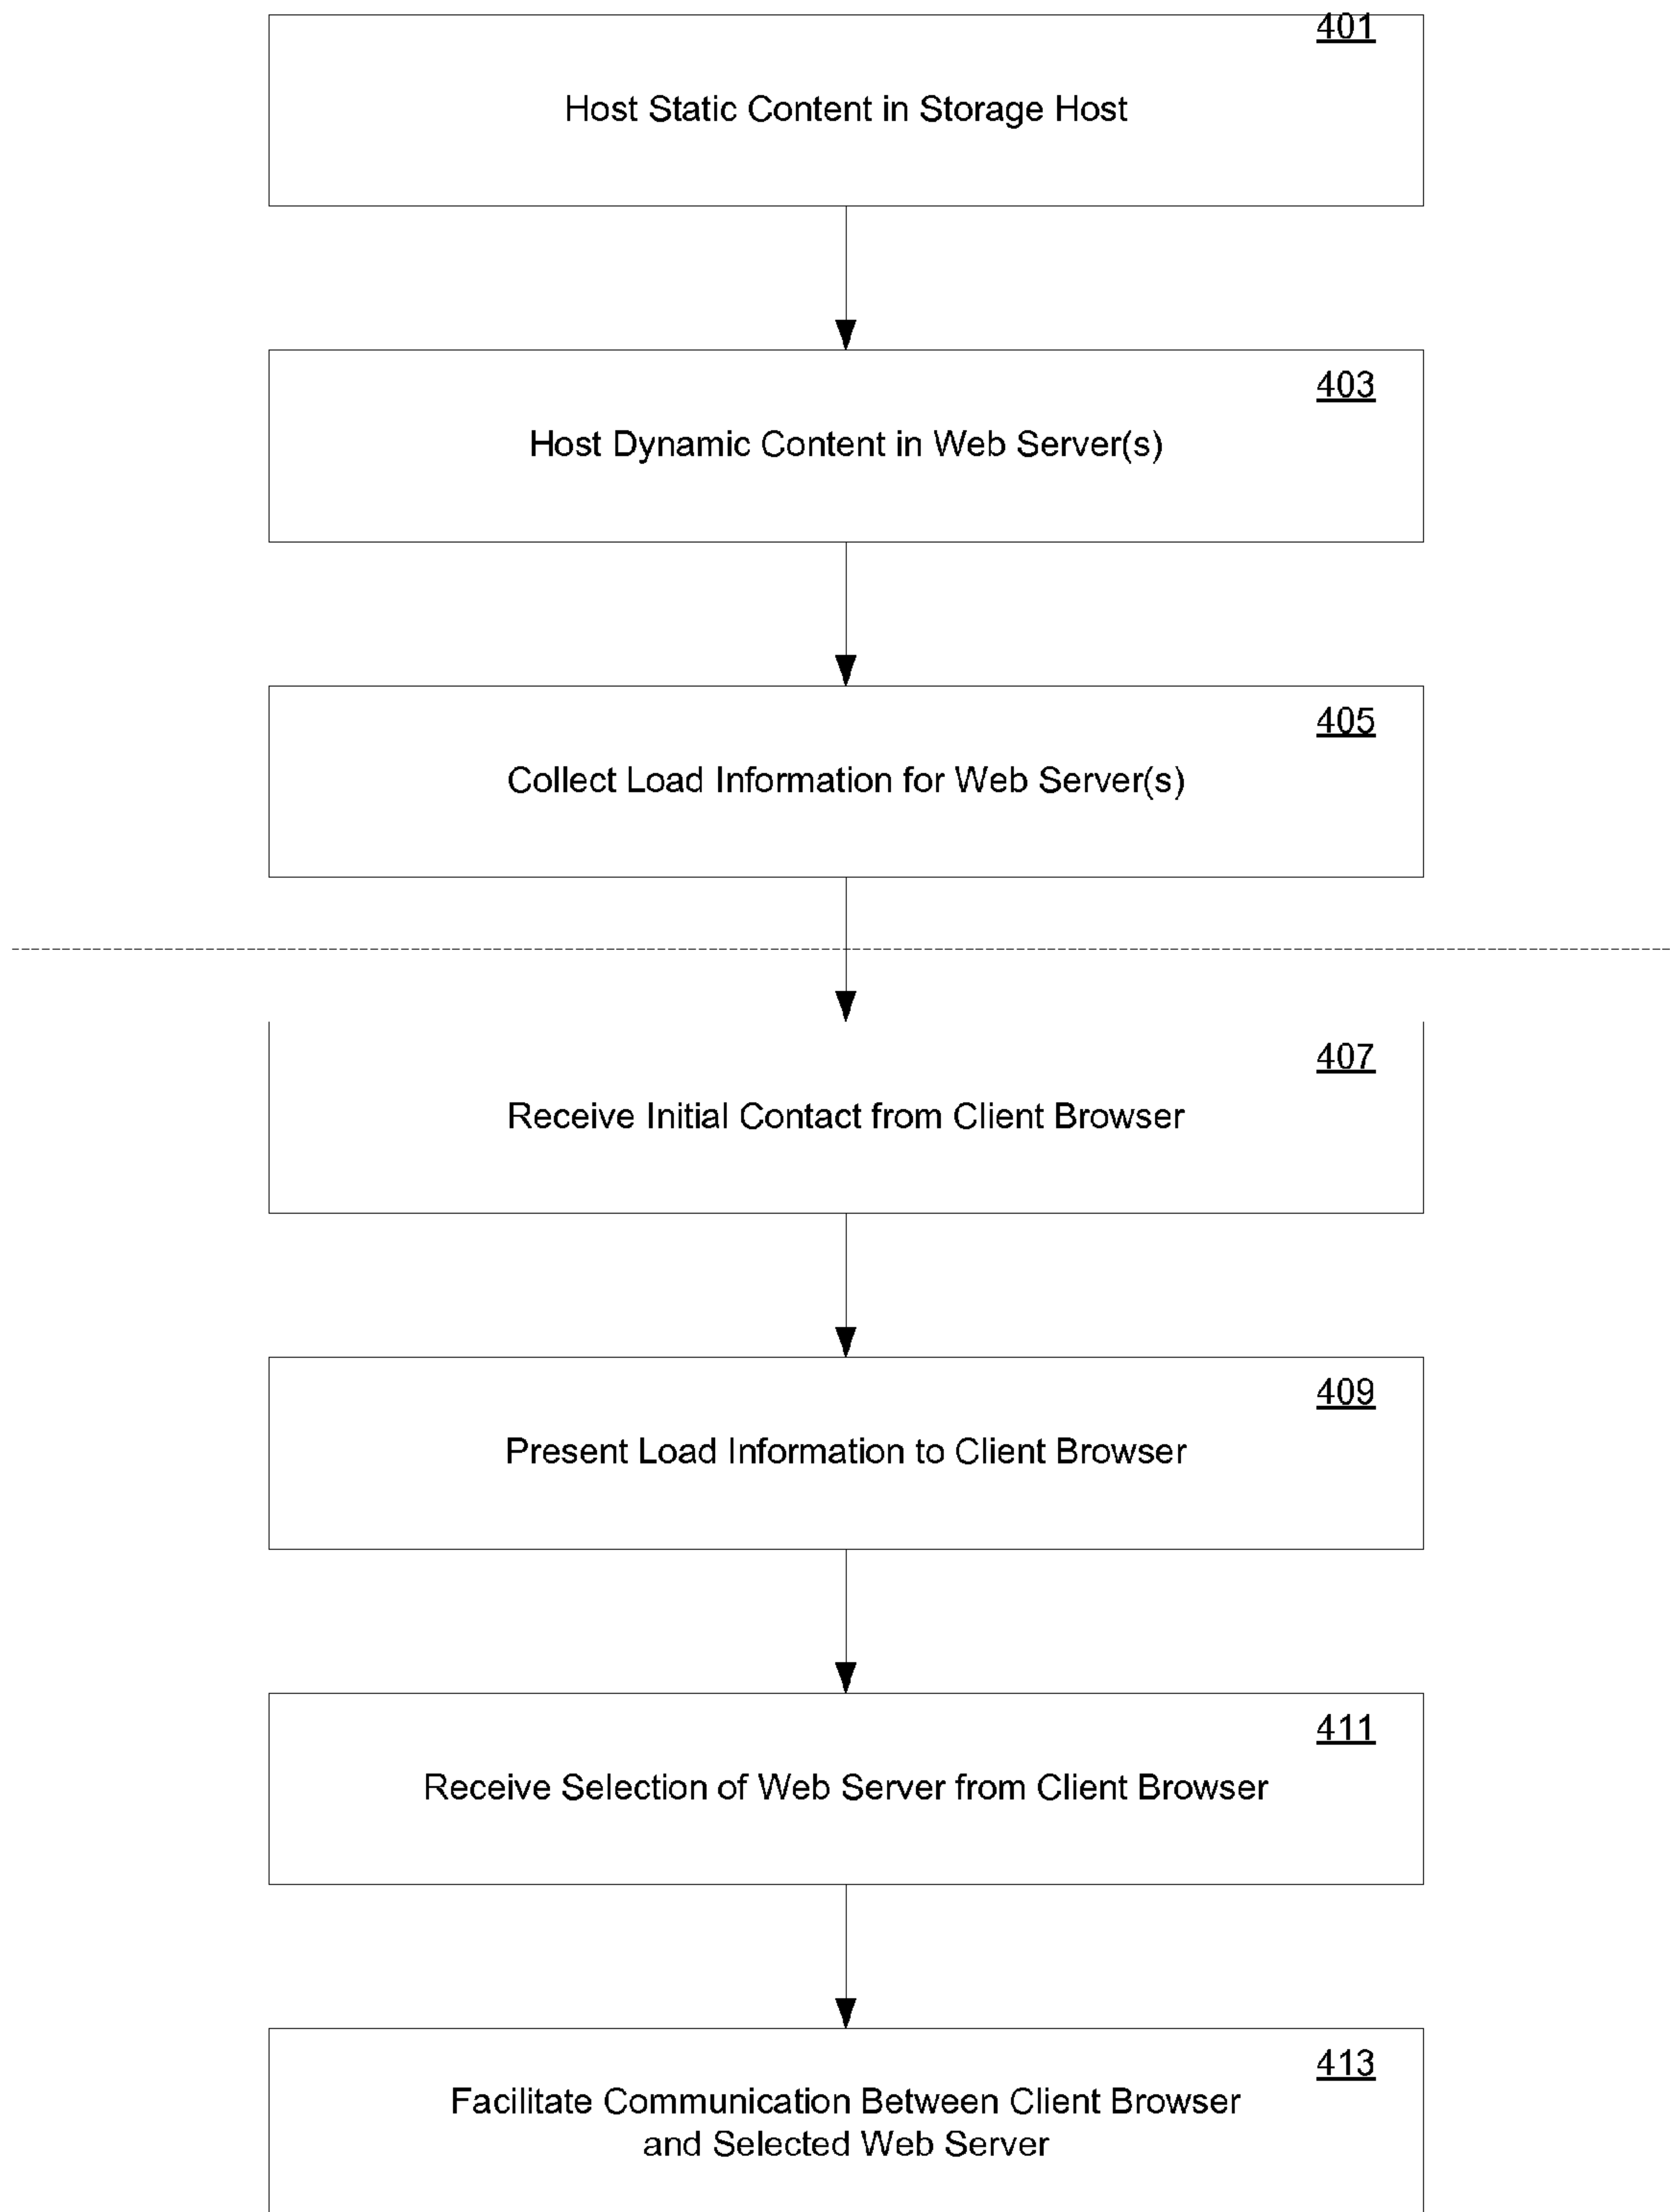 401
Host Static Content in Storage Host
403
Host Dynamic Content in Web Server(s)
405
Collect Load Information for Web Server(s)
407
Receive Initial Contact from Client Browser
409
Present Load Information to Client Browser
411
Receive Selection of Web Server from Client Browser
413
Facilitate Communication Between Client Browser
and Selected Web Server